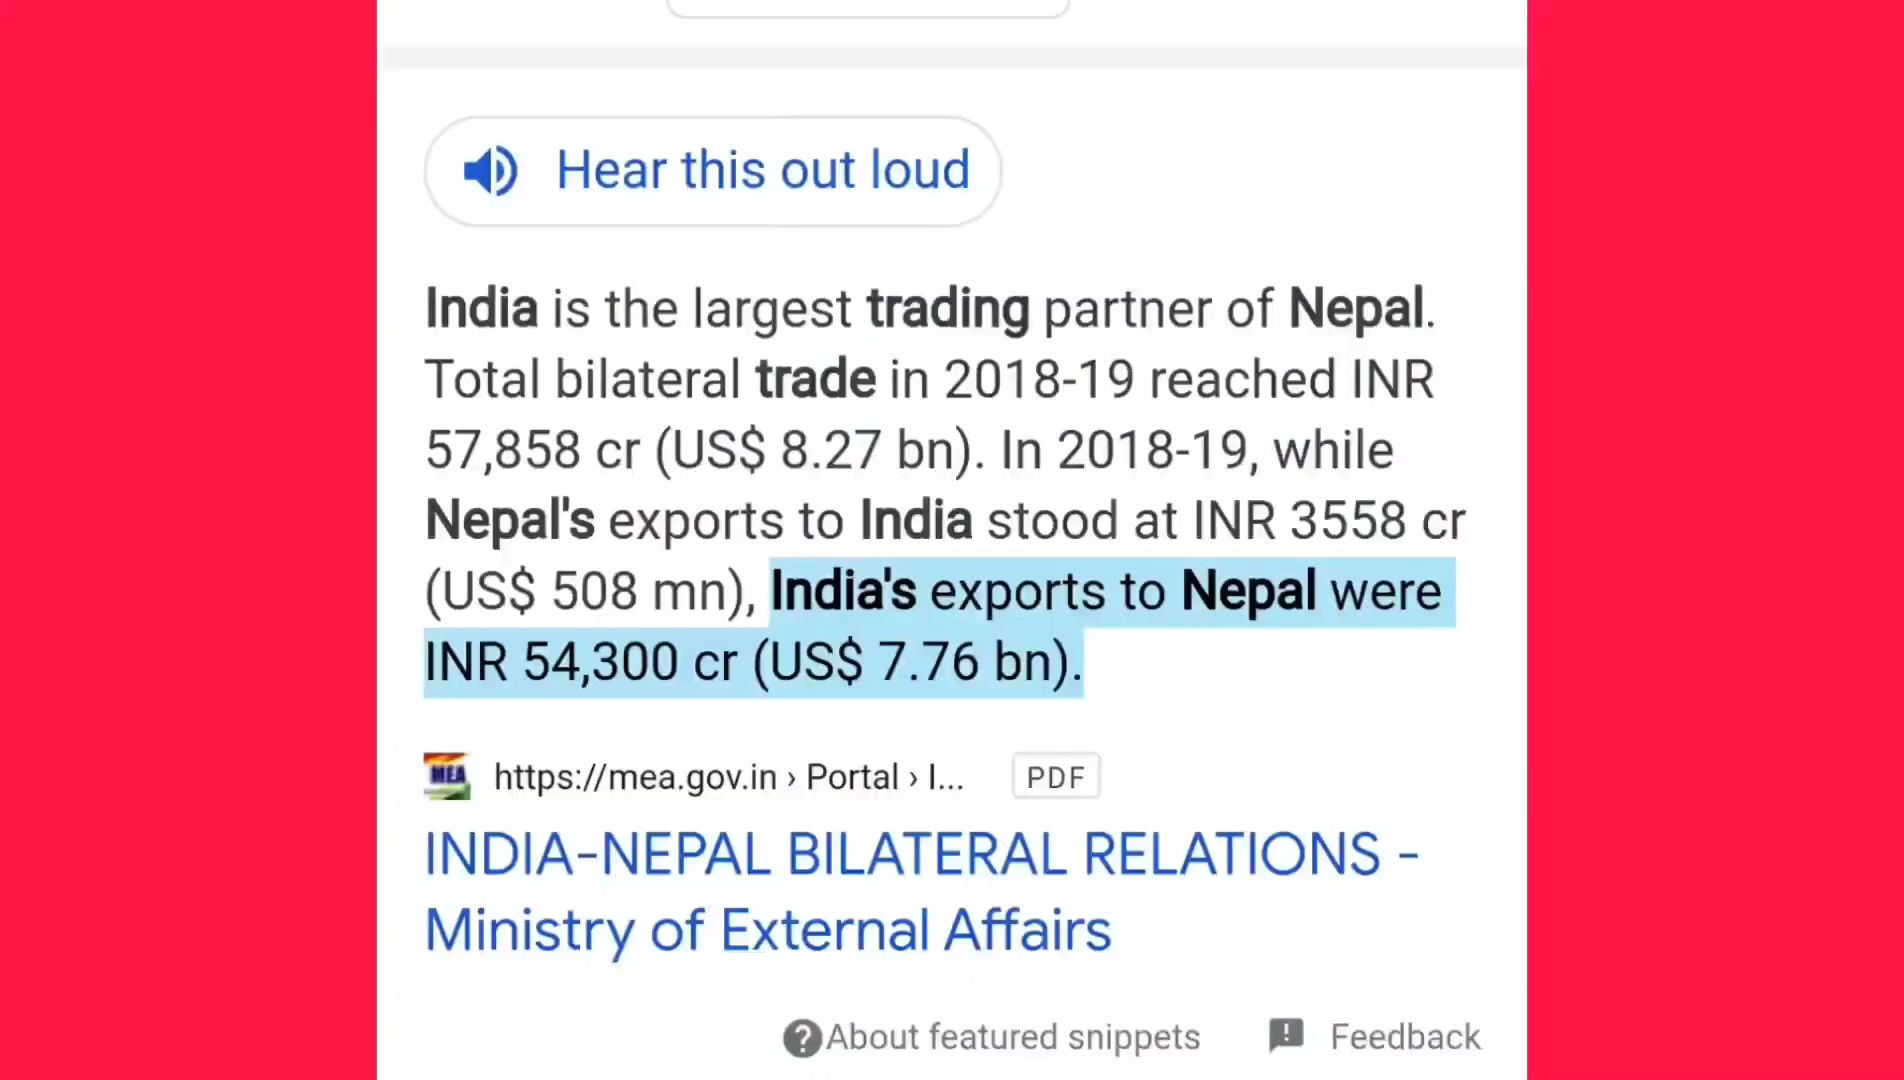 Hear this out loud
India is the largest trading partner of Nepal.
Total bilateral trade in 2018-19 reached INR
57,858 cr (US$ 8.27 bn). In 2018-19, while
Nepal's exports to India stood at INR 3558 cr
(US$ 508 mn), India's exports to Nepal were
INR 54,300 cr (US$ 7.76 bn).
MEA https://mea.gov.in › Portal › I... PDF
INDIA-NEPAL BILATERAL RELATIONS -
Ministry of External Affairs
About featured snippets Feedback